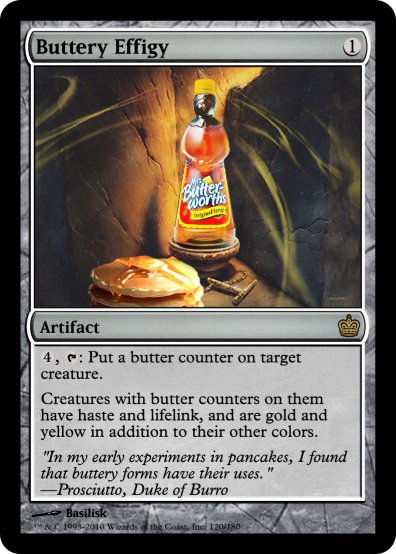 Buttery Effigy 1
Mrs.
Butter-
worth's
Original Syrup
Artifact
4, : Put a butter counter on target
creature.
Creatures with butter counters on them
have haste and lifelink, and are gold and
yellow in addition to their other colors.
"In my early experiments in pancakes, I found
that buttery forms have their uses."
—Prosciutto, Duke of Burro
Basilisk
™ & © 1993-2010 Wizards of the Coast, Inc. 120/180